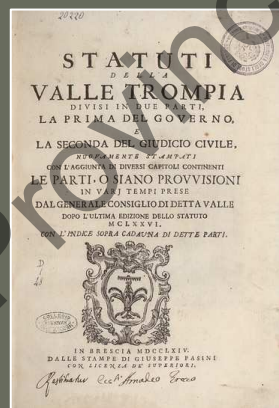 20220
STATUTI
DELLA
VALLE TROMPIA
DIVISI IN DUE PARTI,
LA PRIMA DEL GOVERNO,
E
LA SECONDA DEL GIUDICIO CIVILE,
NUOVAMENTE STAMPATI
CON L'AGGIUNTA DI DIVERSI CAPITOLI CONTINENTI
LE PARTI, O SIANO PROVVISIONI
IN VARJ TEMPI PRESE
DAL GENERALE CONSIGLIO DI DETTA VALLE
DOPO L'ULTIMA EDIZIONE DELLO STATUTO
MCLXXVI.
CON L'INDICE SOPRA CADAUNA DI DETTE PARTI.
D
IN BRESCIA MDCCLXIV.
DALLE STAMPE DI GIUSEPPE PASINI
CON LICENZA DE' SUPERIORI.